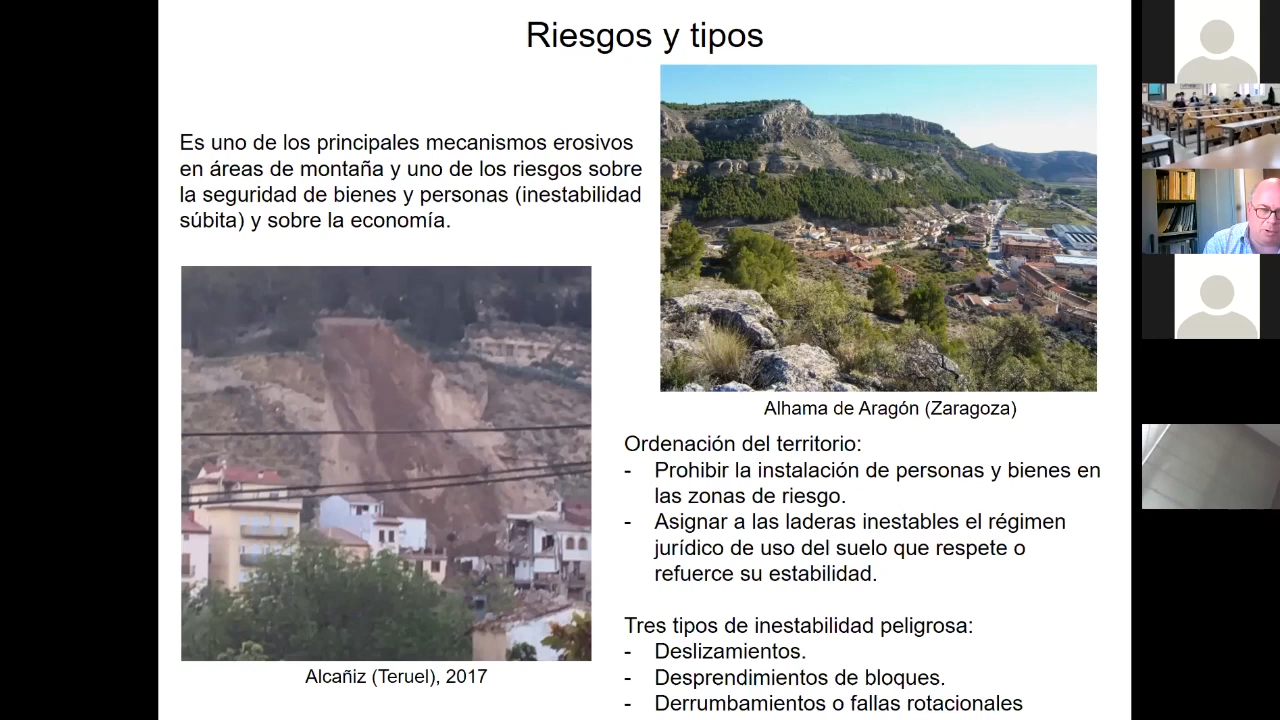 Riesgos y tipos
Es uno de los principales mecanismos erosivos
en áreas de montaña y uno de los riesgos sobre
la seguridad de bienes y personas (inestabilidad
súbita) y sobre la economía.
Alhama de Aragón (Zaragoza)
Alcañiz (Teruel), 2017
Ordenación del territorio:
- Prohibir la instalación de personas y bienes en
las zonas de riesgo.
- Asignar a las laderas inestables el régimen
jurídico de uso del suelo que respete o
refuerce su estabilidad.
Tres tipos de inestabilidad peligrosa:
- Deslizamientos.
- Desprendimientos de bloques.
- Derrumbamientos o fallas rotacionales